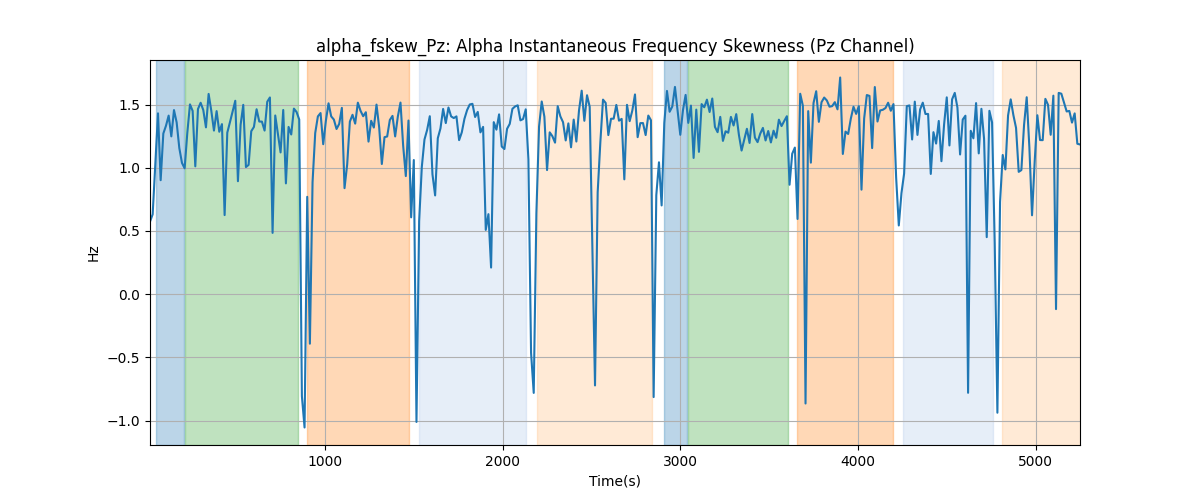 alpha_fskew_Pz: Alpha Instantaneous Frequency Skewness (Pz Channel)
1.5
1.0
0.5
0.0
−0.5
−1.0
Hz
1000 2000 3000 4000 5000
Time(s)